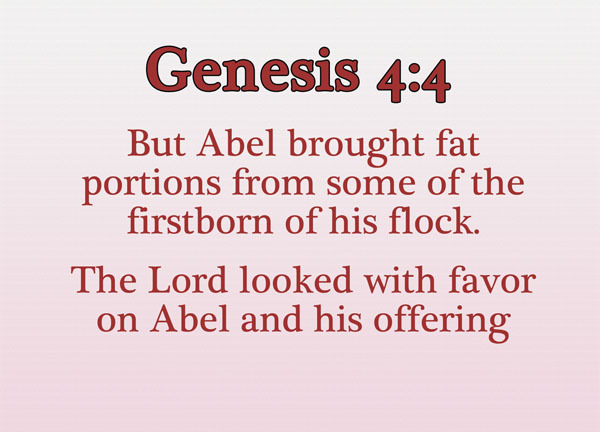 Genesis 4:4
But Abel brought fat
portions from some of the
firstborn of his flock.
The Lord looked with favor
on Abel and his offering